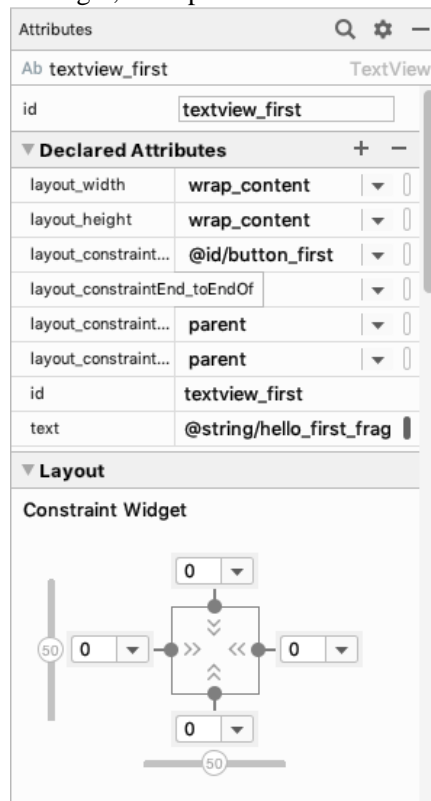 Attributes
Ab textview_first TextView
id textview_first
Declared Attributes + −
layout_width wrap_content
layout_height wrap_content
layout_constraint... @id/button_first
layout_constraintEnd_toEndOf
layout_constraint... parent
layout_constraint... parent
id textview_first
text @string/hello_first_frag
Layout
Constraint Widget
0
50 0 0
0
50